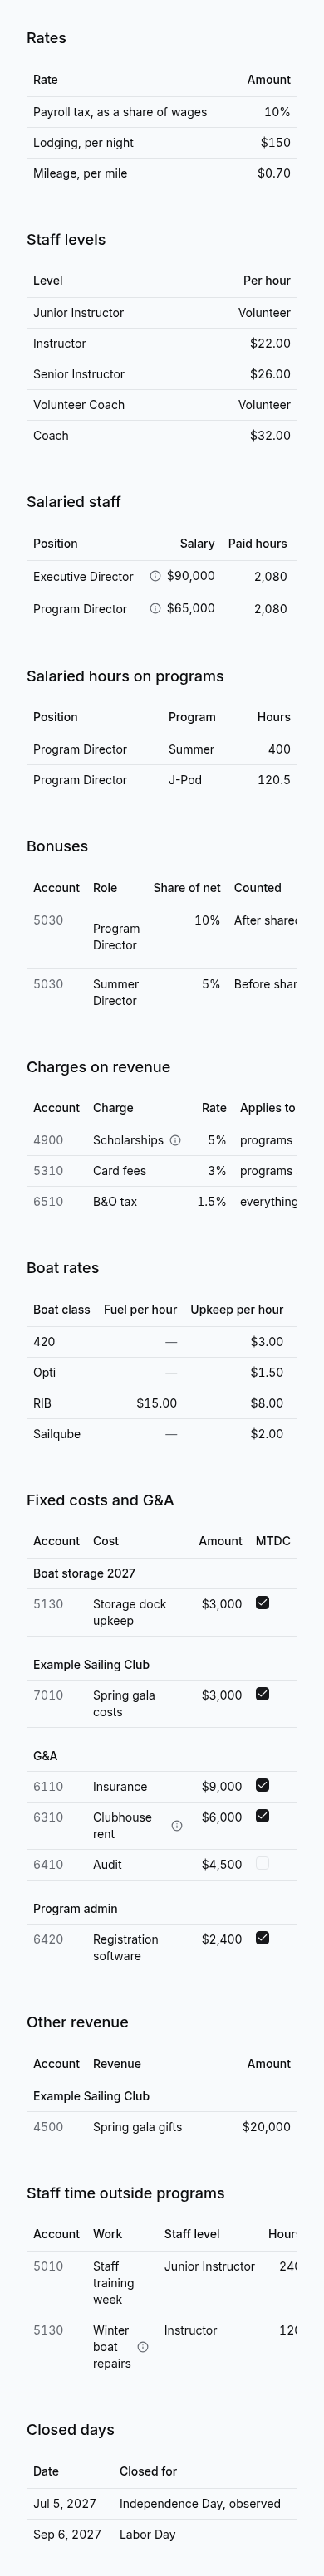 Rates
Rate Amount
Payroll tax, as a share of wages 10%
Lodging, per night $150
Mileage, per mile $0.70
Staff levels
Level Per hour
Junior Instructor Volunteer
Instructor $22.00
Senior Instructor $26.00
Volunteer Coach Volunteer
Coach $32.00
Salaried staff
Position Salary Paid hours
Executive Director $90,000 2,080
Program Director $65,000 2,080
Salaried hours on programs
Position Program Hours
Program Director Summer 400
Program Director J-Pod 120.5
Bonuses
Account Role Share of net Counted
5030 10% After shared
Program
Director
5030 Summer 5% Before shar
Director
Charges on revenue
Account Charge Rate Applies to
4900 Scholarships 5% programs
5310 Card fees 3% programs a
6510 B&O tax 1.5% everything
Boat rates
Boat class Fuel per hour Upkeep per hour
420 — $3.00
Opti — $1.50
RIB $15.00 $8.00
Sailqube — $2.00
Fixed costs and G&A
Account Cost Amount MTDC
Boat storage 2027
5130 Storage dock $3,000
upkeep
Example Sailing Club
7010 Spring gala $3,000
costs
G&A
6110 Insurance $9,000
6310 Clubhouse $6,000
rent
6410 Audit $4,500
Program admin
6420 Registration $2,400
software
Other revenue
Account Revenue Amount
Example Sailing Club
4500 Spring gala gifts $20,000
Staff time outside programs
Account Work Staff level Hours
5010 Staff Junior Instructor 240
training
week
5130 Winter Instructor 120
boat
repairs
Closed days
Date Closed for
Jul 5, 2027 Independence Day, observed
Sep 6, 2027 Labor Day